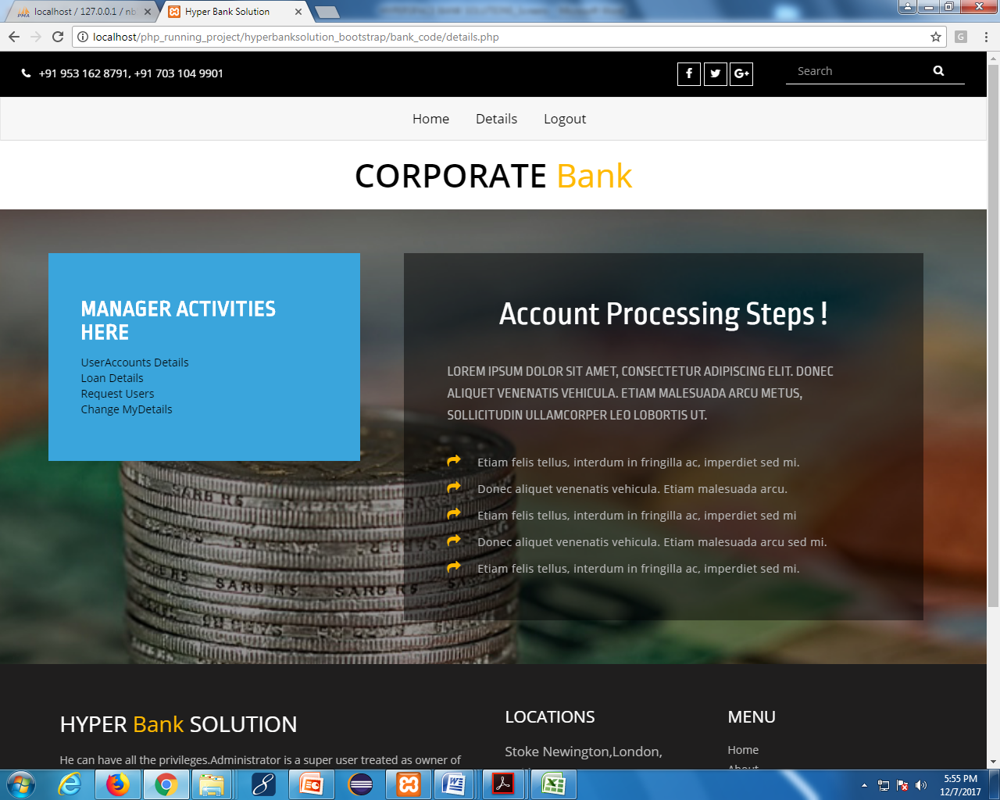 localhost / 127.0.0.1 / nb
Hyper Bank Solution
localhost/php_running_project/hyperbanksolution_bootstrap/bank_code/details.php
+91 953 162 8791, +91 703 104 9901
Search
Home Details Logout
CORPORATE Bank
MANAGER ACTIVITIES
HERE
UserAccounts Details
Loan Details
Request Users
Change MyDetails
Account Processing Steps !
LOREM IPSUM DOLOR SIT AMET, CONSECTETUR ADIPISCING ELIT. DONEC
ALIQUET VENENATIS VEHICULA. ETIAM MALESUADA ARCU METUS,
SOLLICITUDIN ULLAMCORPER LEO LOBORTIS UT.
Etiam felis tellus, interdum in fringilla ac, imperdiet sed mi.
Donec aliquet venenatis vehicula. Etiam malesuada arcu.
Etiam felis tellus, interdum in fringilla ac, imperdiet sed mi
Donec aliquet venenatis vehicula. Etiam malesuada arcu sed mi.
Etiam felis tellus, interdum in fringilla ac, imperdiet sed mi.
SARB RS
SARB RS SARB RS
HYPER Bank SOLUTION
He can have all the privileges.Administrator is a super user treated as owner of
LOCATIONS
Stoke Newington,London,
MENU
Home
About
5:55 PM
12/7/2017